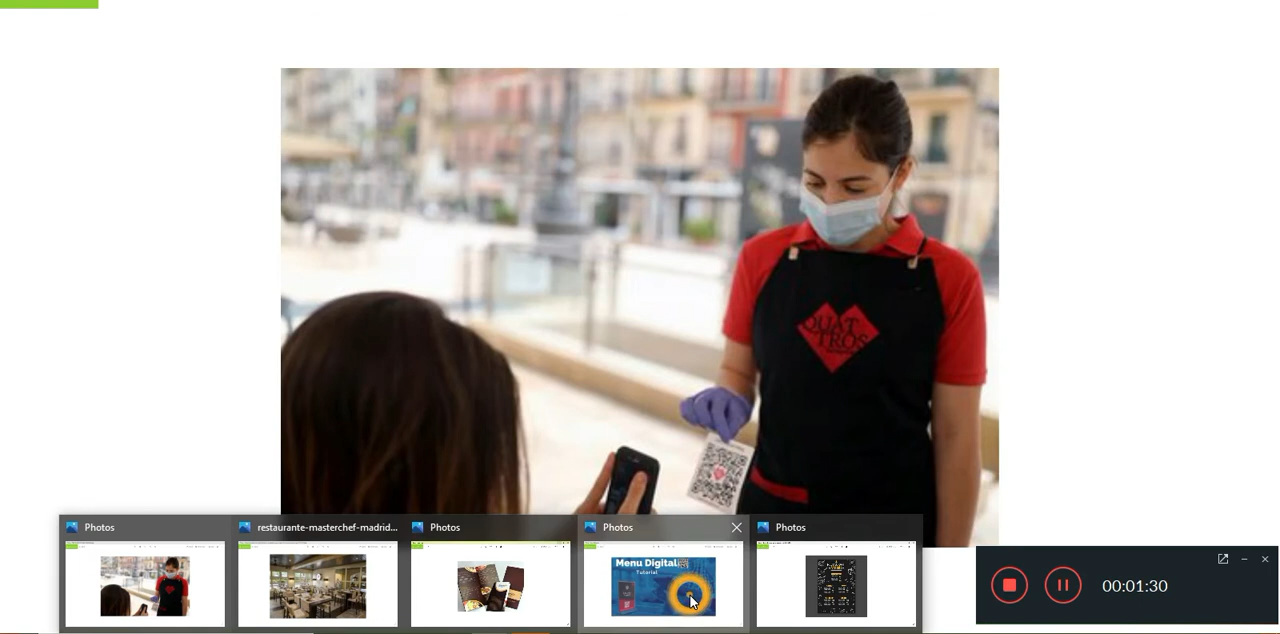 QUAT
TROS
Photos
restaurante-masterchef-madrid...
Photos
Photos
Photos
Menu Digital
Tutorial
00:01:30